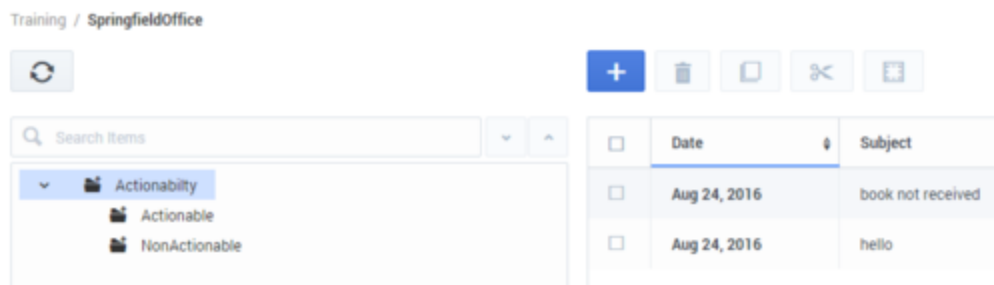 Training / SpringfieldOffice
Search Items
Actionabilty
Actionable
NonActionable
Date Subject
Aug 24, 2016 book not received
Aug 24, 2016 hello